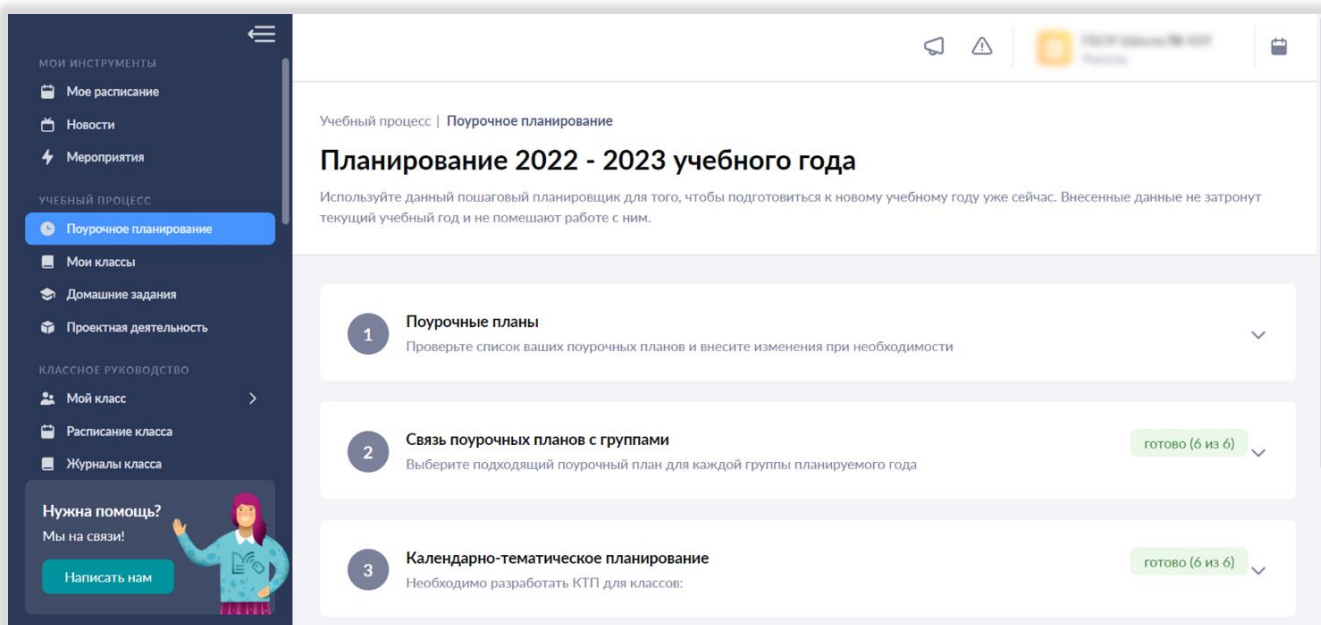 МОИ ИНСТРУМЕНТЫ
Мое расписание
Новости
Мероприятия
УЧЕБНЫЙ ПРОЦЕСС
Поурочное планирование
Мои классы
Домашние задания
Проектная деятельность
КЛАССНОЕ РУКОВОДСТВО
Мой класс
Расписание класса
Журналы класса
Нужна помощь?
Мы на связи!
Написать нам
Учебный процесс | Поурочное планирование
Планирование 2022 - 2023 учебного года
Используйте данный пошаговый планировщик для того, чтобы подготовиться к новому учебному году уже сейчас. Внесенные данные не затронут
текущий учебный год и не помешают работе с ним.
1
Поурочные планы
Проверьте список ваших поурочных планов и внесите изменения при необходимости
2
Связь поурочных планов с группами
Выберите подходящий поурочный план для каждой группы планируемого года
готово (6 из 6)
3
Календарно-тематическое планирование
Необходимо разработать КТП для классов:
готово (6 из 6)